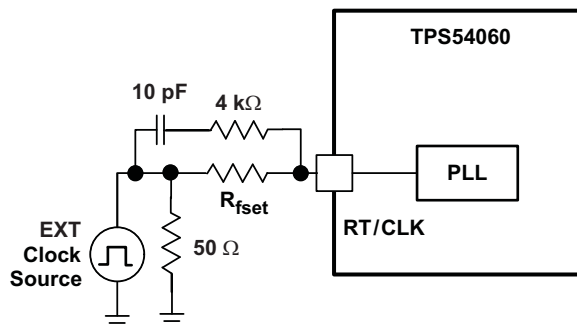 TPS54060
10 pF
4 kΩ
PLL
R_fset
RT/CLK
EXT
Clock
Source
50 Ω